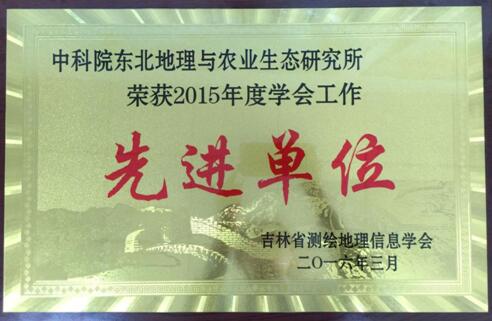 中科院东北地理与农业生态研究所
荣获2015年度学会工作
先进单位
吉林省测绘地理信息学会
二〇一六年三月